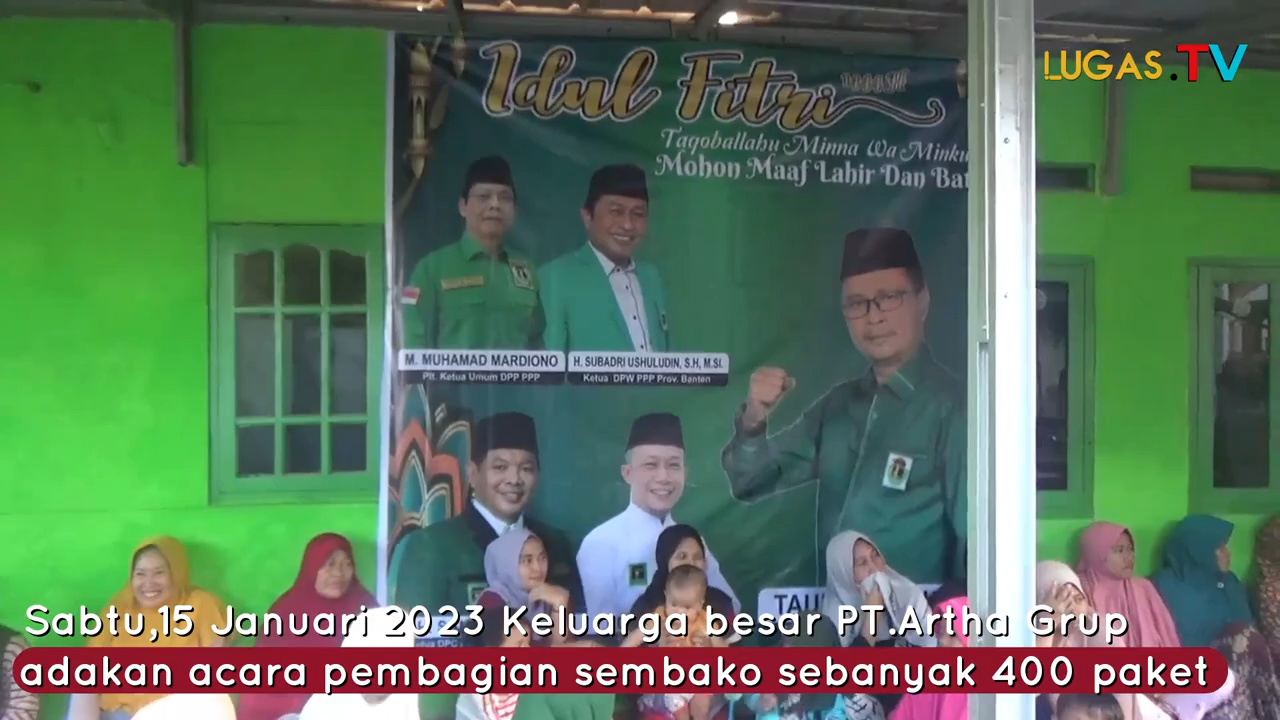 LUGAS.TV
Idul Fitri
Taqoballahu Minna Wa Minku
Mohon Maaf Lahir Dan Bat
M. MUHAMAD MARDIONO
Plt. Ketua Umum DPP PPP
H. SUBADRI USHULUDIN, S.H, M.SI.
Ketua DPW PPP Prov. Banten
Sabtu,15 Januari 2023 Keluarga besar PT.Artha Grup
adakan acara pembagian sembako sebanyak 400 paket